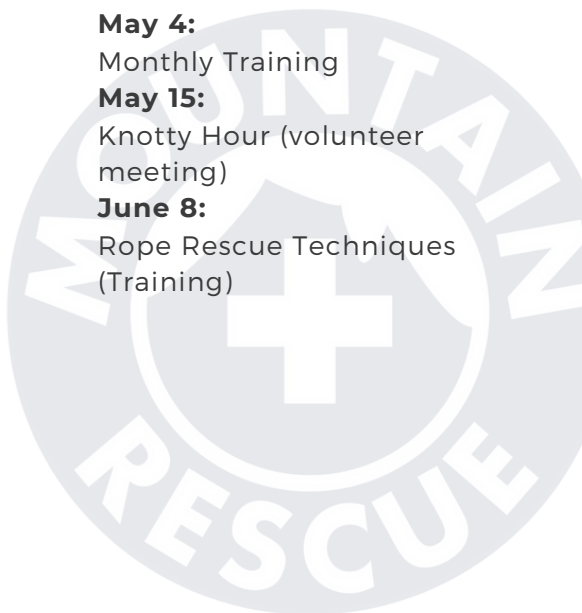 May 4:
Monthly Training
May 15:
Knotty Hour (volunteer
meeting)
June 8:
Rope Rescue Techniques
(Training)
MOUNTAIN
RESCUE